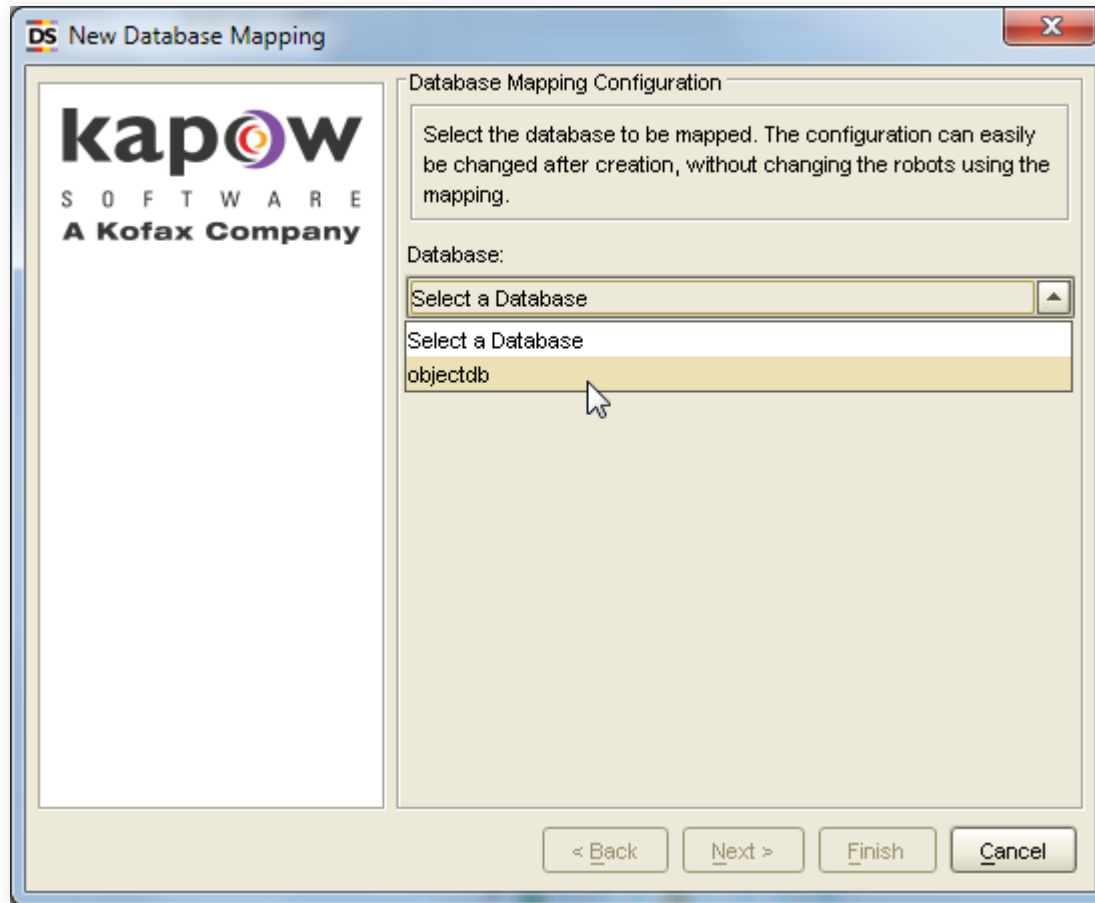 DS New Database Mapping
kapow
SOFTWARE
A Kofax Company
Database Mapping Configuration
Select the database to be mapped. The configuration can easily
be changed after creation, without changing the robots using the
mapping.
Database:
Select a Database
Select a Database
objectdb
< Back Next > Finish Cancel